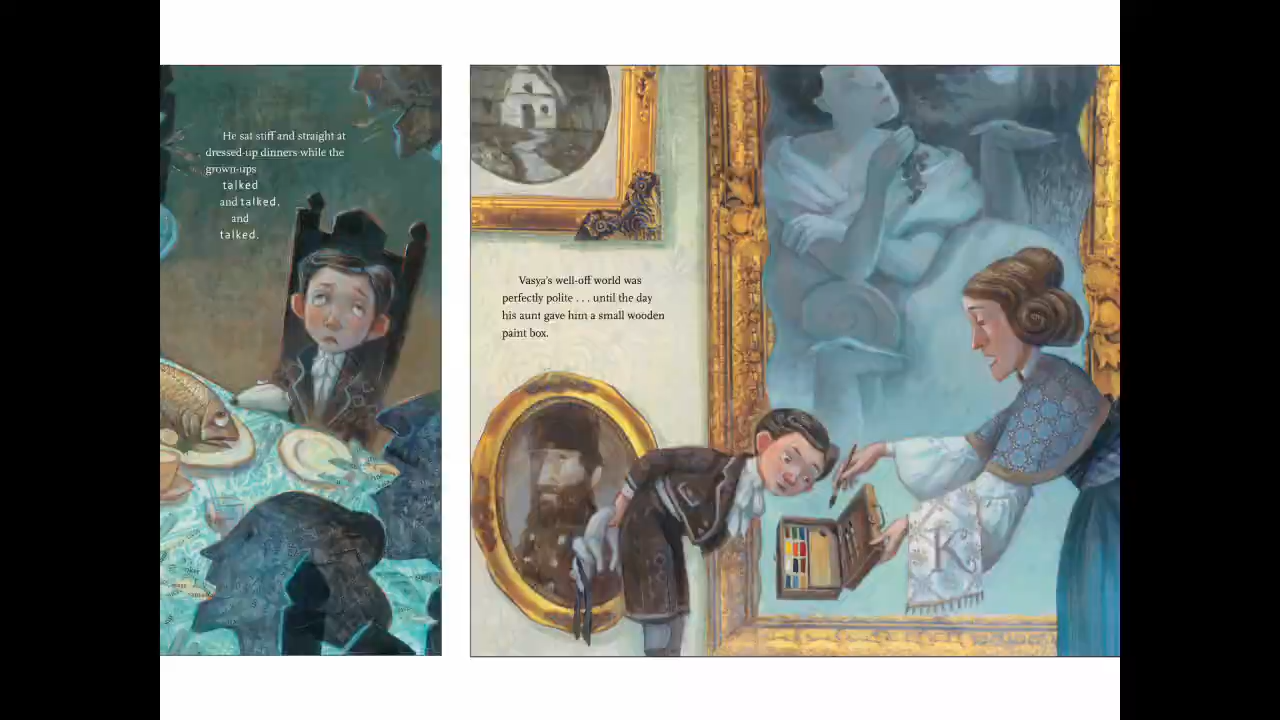 He sat stiff and straight at
dressed-up dinners while the
grown-ups
talked
and talked.
and
talked.
Vasya's well-off world was
perfectly polite . . . until the day
his aunt gave him a small wooden
paint box.
K